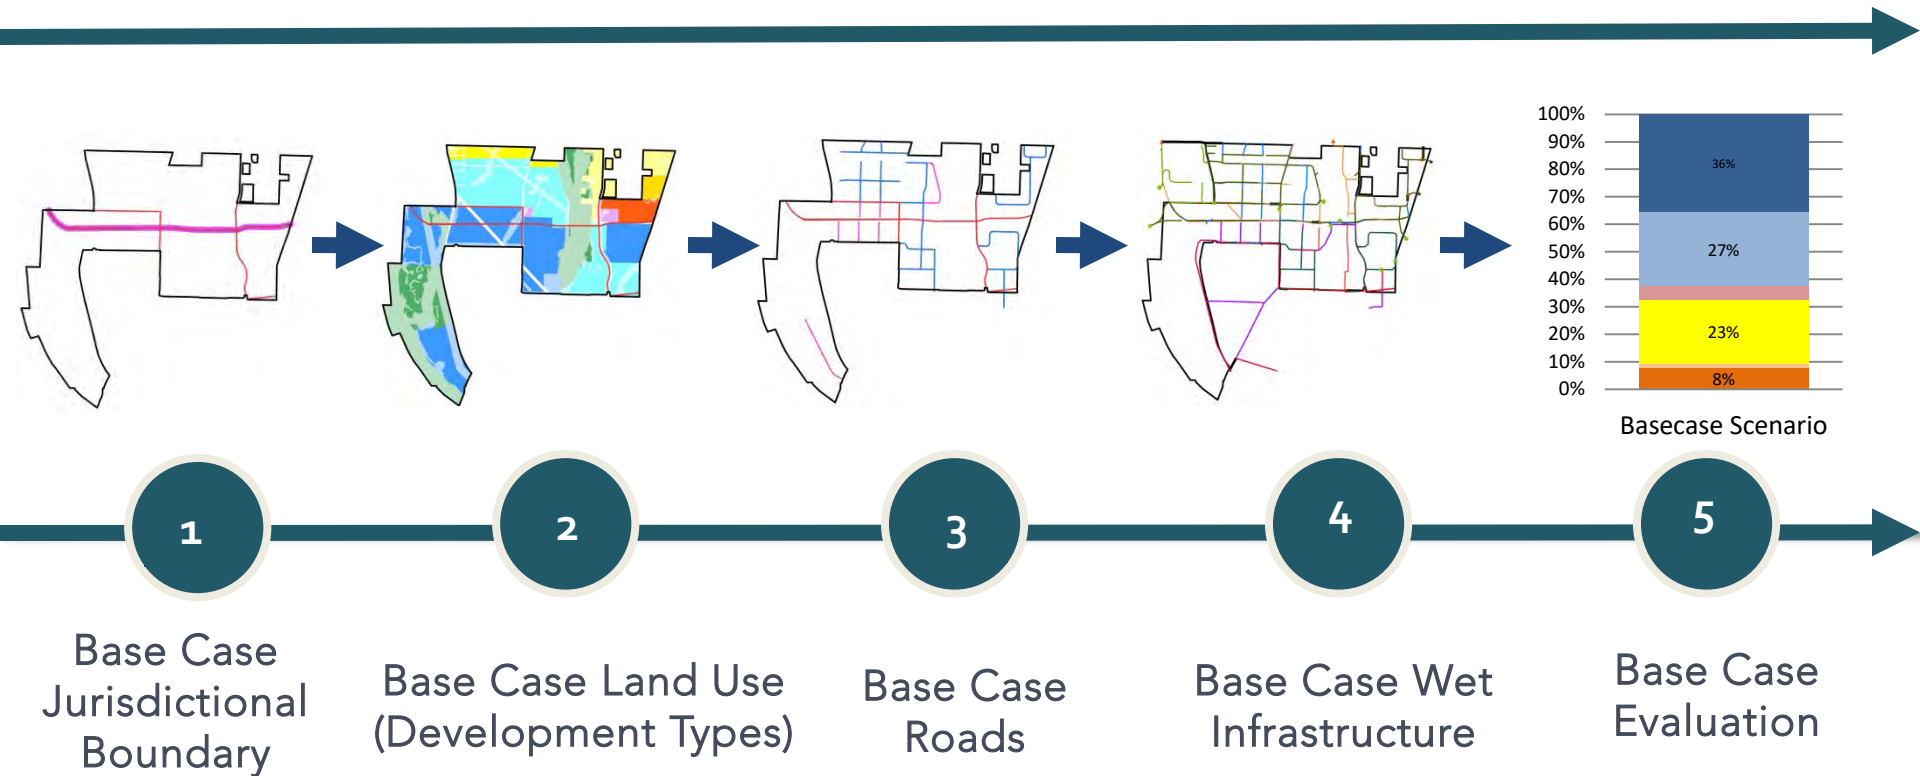 100%
90%
80%
70%
60%
50%
40%
30%
20%
10%
0%
36%
27%
23%
8%
Basecase Scenario
1
2
3
4
5
Base Case
Jurisdictional
Boundary
Base Case Land Use
(Development Types)
Base Case
Roads
Base Case Wet
Infrastructure
Base Case
Evaluation